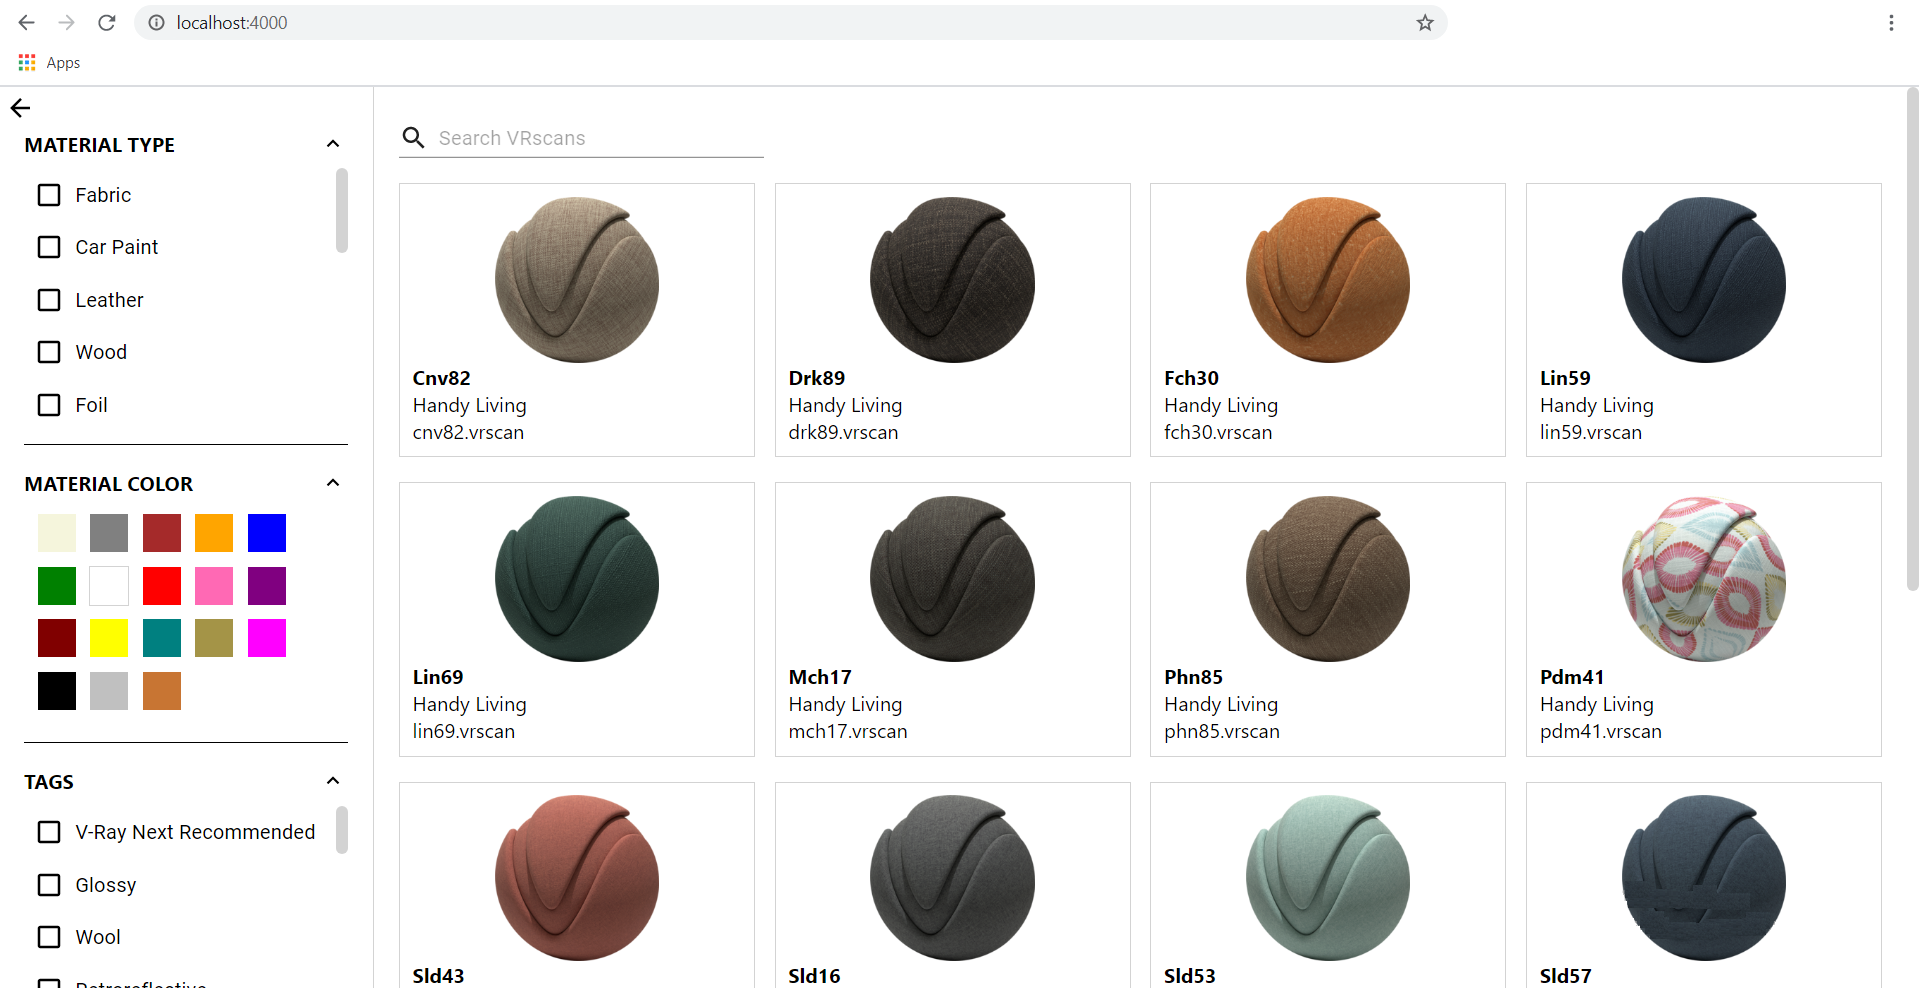 localhost:4000
Apps
MATERIAL TYPE
Fabric
Car Paint
Leather
Wood
Foil
MATERIAL COLOR
TAGS
V-Ray Next Recommended
Glossy
Wool
Retroreflective
Search VRscans
Cnv82
Handy Living
cnv82.vrscan
Drk89
Handy Living
drk89.vrscan
Fch30
Handy Living
fch30.vrscan
Lin59
Handy Living
lin59.vrscan
Lin69
Handy Living
lin69.vrscan
Mch17
Handy Living
mch17.vrscan
Phn85
Handy Living
phn85.vrscan
Pdm41
Handy Living
pdm41.vrscan
Sld43
Sld16
Sld53
Sld57